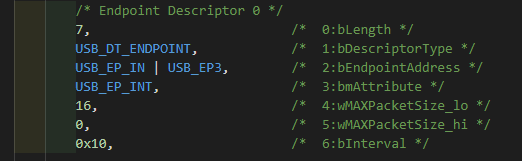 /* Endpoint Descriptor 0 */
7, /* 0:bLength */
USB_DT_ENDPOINT, /* 1:bDescriptorType */
USB_EP_IN | USB_EP3, /* 2:bEndpointAddress */
USB_EP_INT, /* 3:bmAttribute */
16, /* 4:wMAXPacketSize_lo */
0, /* 5:wMAXPacketSize_hi */
0x10, /* 6:bInterval */